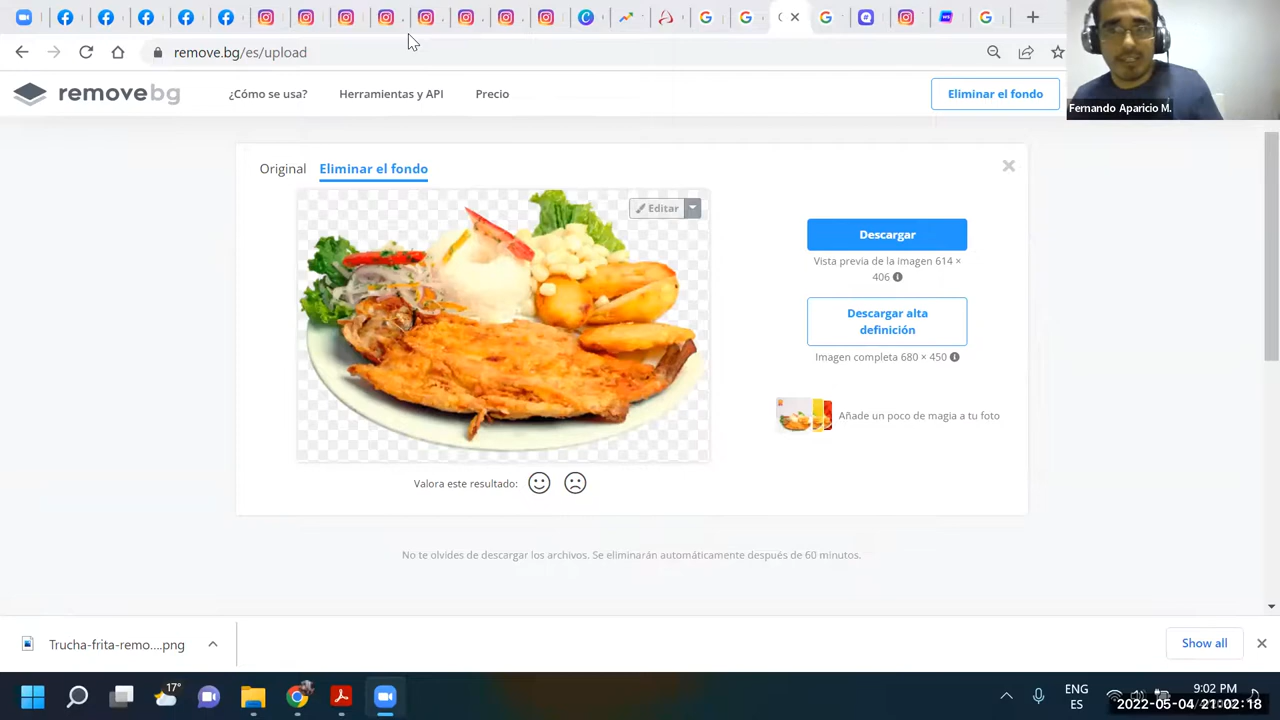 remove.bg/es/upload
removebg
¿Cómo se usa?
Herramientas y API
Precio
Eliminar el fondo
Fernando Aparicio M.
Original
Eliminar el fondo
Editar
Descargar
Vista previa de la imagen 614 ×
406
Descargar alta
definición
Imagen completa 680 × 450
Añade un poco de magia a tu foto
Valora este resultado:
No te olvides de descargar los archivos. Se eliminarán automáticamente después de 60 minutos.
Trucha-frita-remo....png
Show all
17°
ENG
ES
9:02 PM
2022-05-04 21:02:18